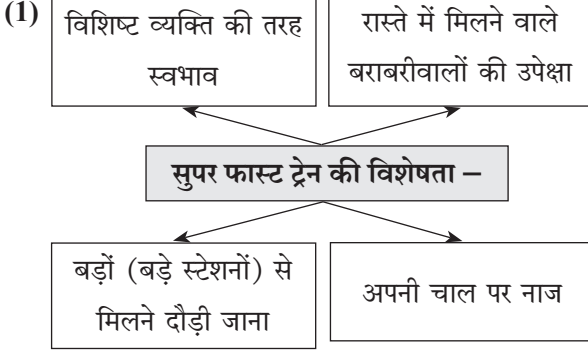 (1)
विशिष्ट व्यक्ति की तरह
स्वभाव
रास्ते में मिलने वाले
बराबरीवालों की उपेक्षा
सुपर फास्ट ट्रेन की विशेषता –
बड़ों (बड़े स्टेशनों) से
मिलने दौड़ी जाना
अपनी चाल पर नाज